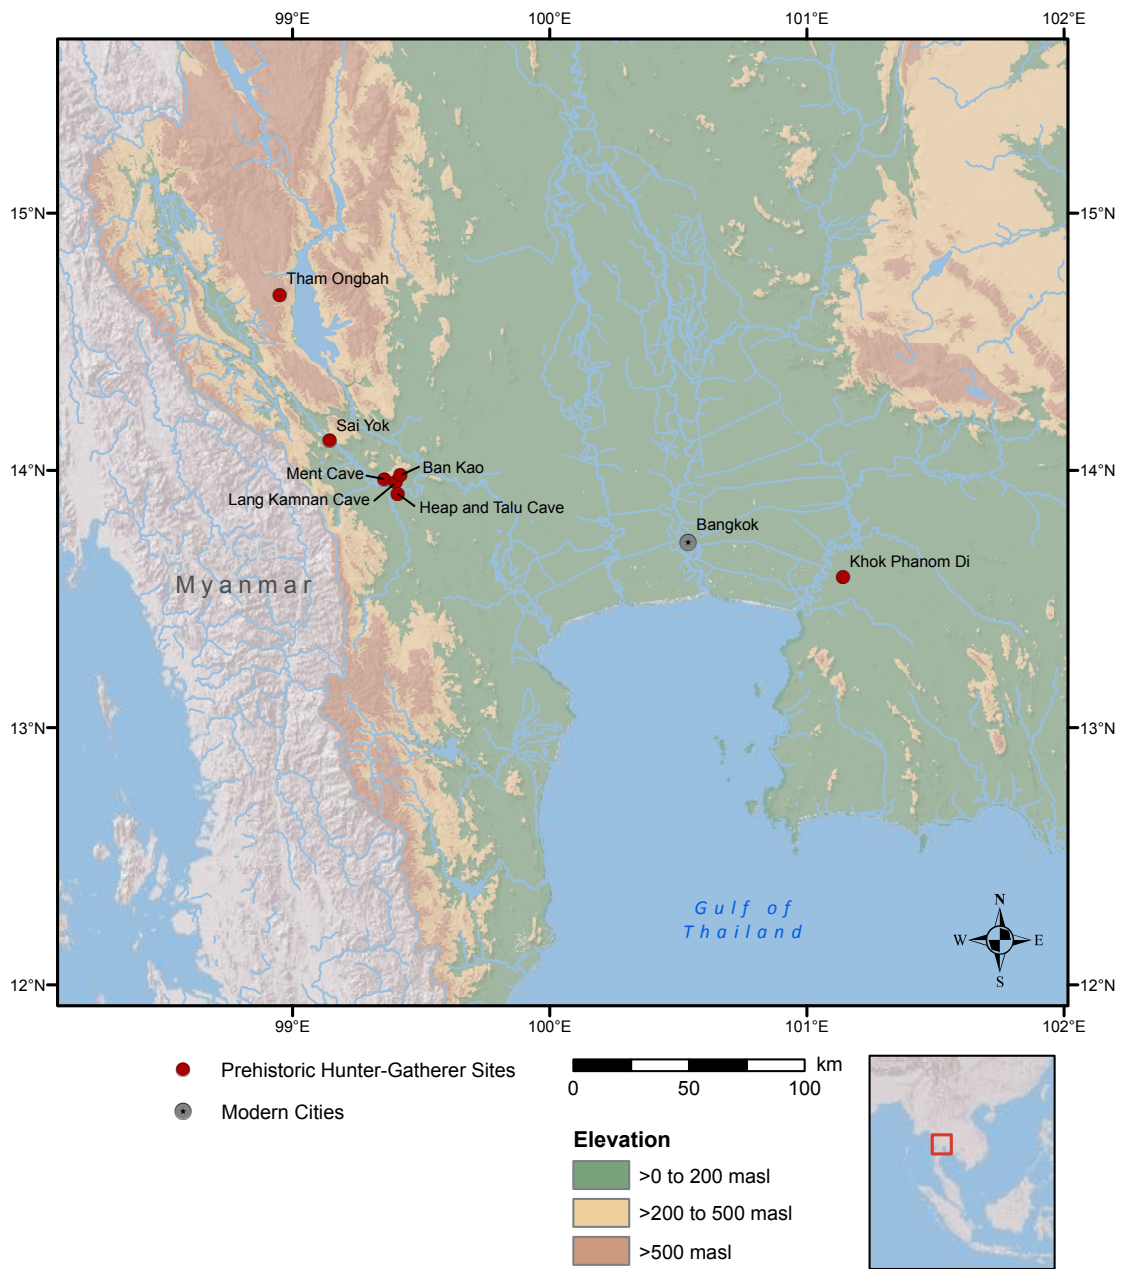 99°E
100°E
101°E
102°E
15°N
15°N
Tham Ongbah
Sai Yok
14°N
14°N
Ment Cave
Ban Kao
Lang Kamnan Cave
Heap and Talu Cave
Bangkok
Khok Phanom Di
Myanmar
13°N
13°N
Gulf of
Thailand
N
W
E
S
12°N
12°N
99°E
100°E
101°E
102°E
Prehistoric Hunter-Gatherer Sites
Modern Cities
km
0
50
100
Elevation
>0 to 200 masl
>200 to 500 masl
>500 masl